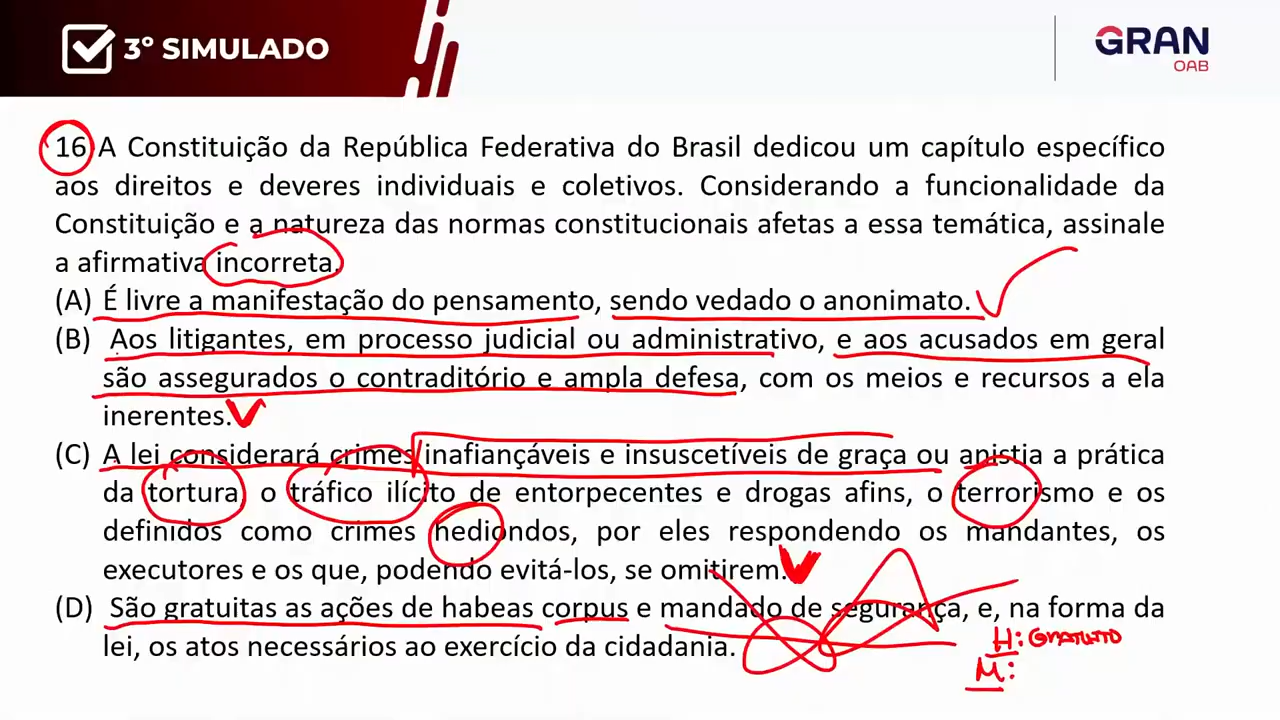 3º SIMULADO
GRAN
OAB
16 A Constituição da República Federativa do Brasil dedicou um capítulo específico
aos direitos e deveres individuais e coletivos. Considerando a funcionalidade da
Constituição e a natureza das normas constitucionais afetas a essa temática, assinale
a afirmativa incorreta.
(A) É livre a manifestação do pensamento, sendo vedado o anonimato.
(B) Aos litigantes, em processo judicial ou administrativo, e aos acusados em geral
são assegurados o contraditório e ampla defesa, com os meios e recursos a ela
inerentes.
(C) A lei considerará crimes inafiançáveis e insuscetíveis de graça ou anistia a prática
da tortura, o tráfico ilícito de entorpecentes e drogas afins, o terrorismo e os
definidos como crimes hediondos, por eles respondendo os mandantes, os
executores e os que, podendo evitá-los, se omitirem.
(D) São gratuitas as ações de habeas corpus e mandado de segurança, e, na forma da
lei, os atos necessários ao exercício da cidadania.
H: GRATUITO
M: